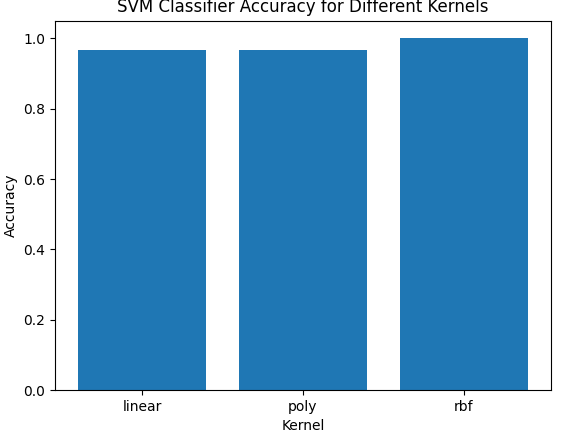 SVM Classifier Accuracy for Different Kernels
1.0
0.8
0.6
0.4
0.2
0.0
Accuracy
linear poly rbf
Kernel